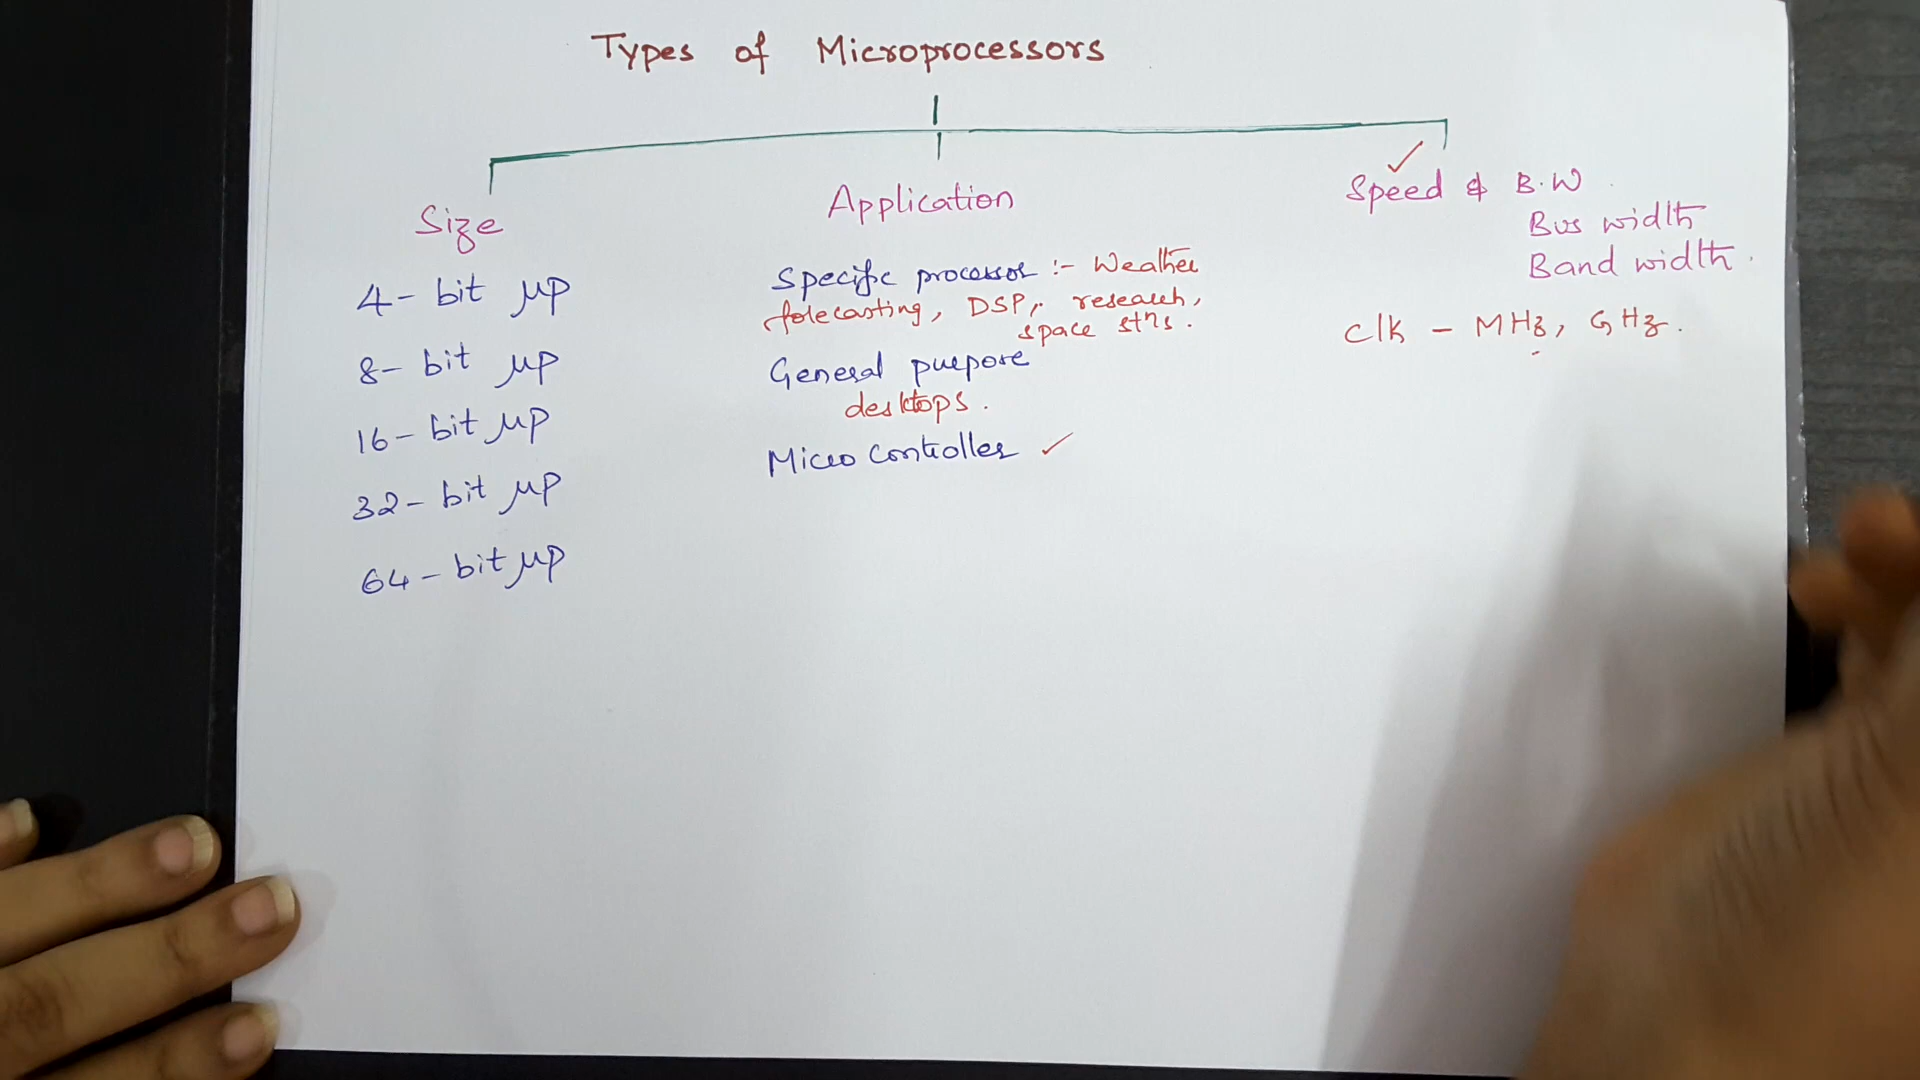 Types of Microprocessors
Size
4- bit μp
8- bit μp
16- bit μp
32- bit μp
64- bit μp
Application
Specific processor :- Weather
forecasting, DSP, research,
space stns.
General purpose
desktops.
Micro Controller ✓
✓
Speed & B.W
Bus width
Band width.
Clk - MHz, GHz.